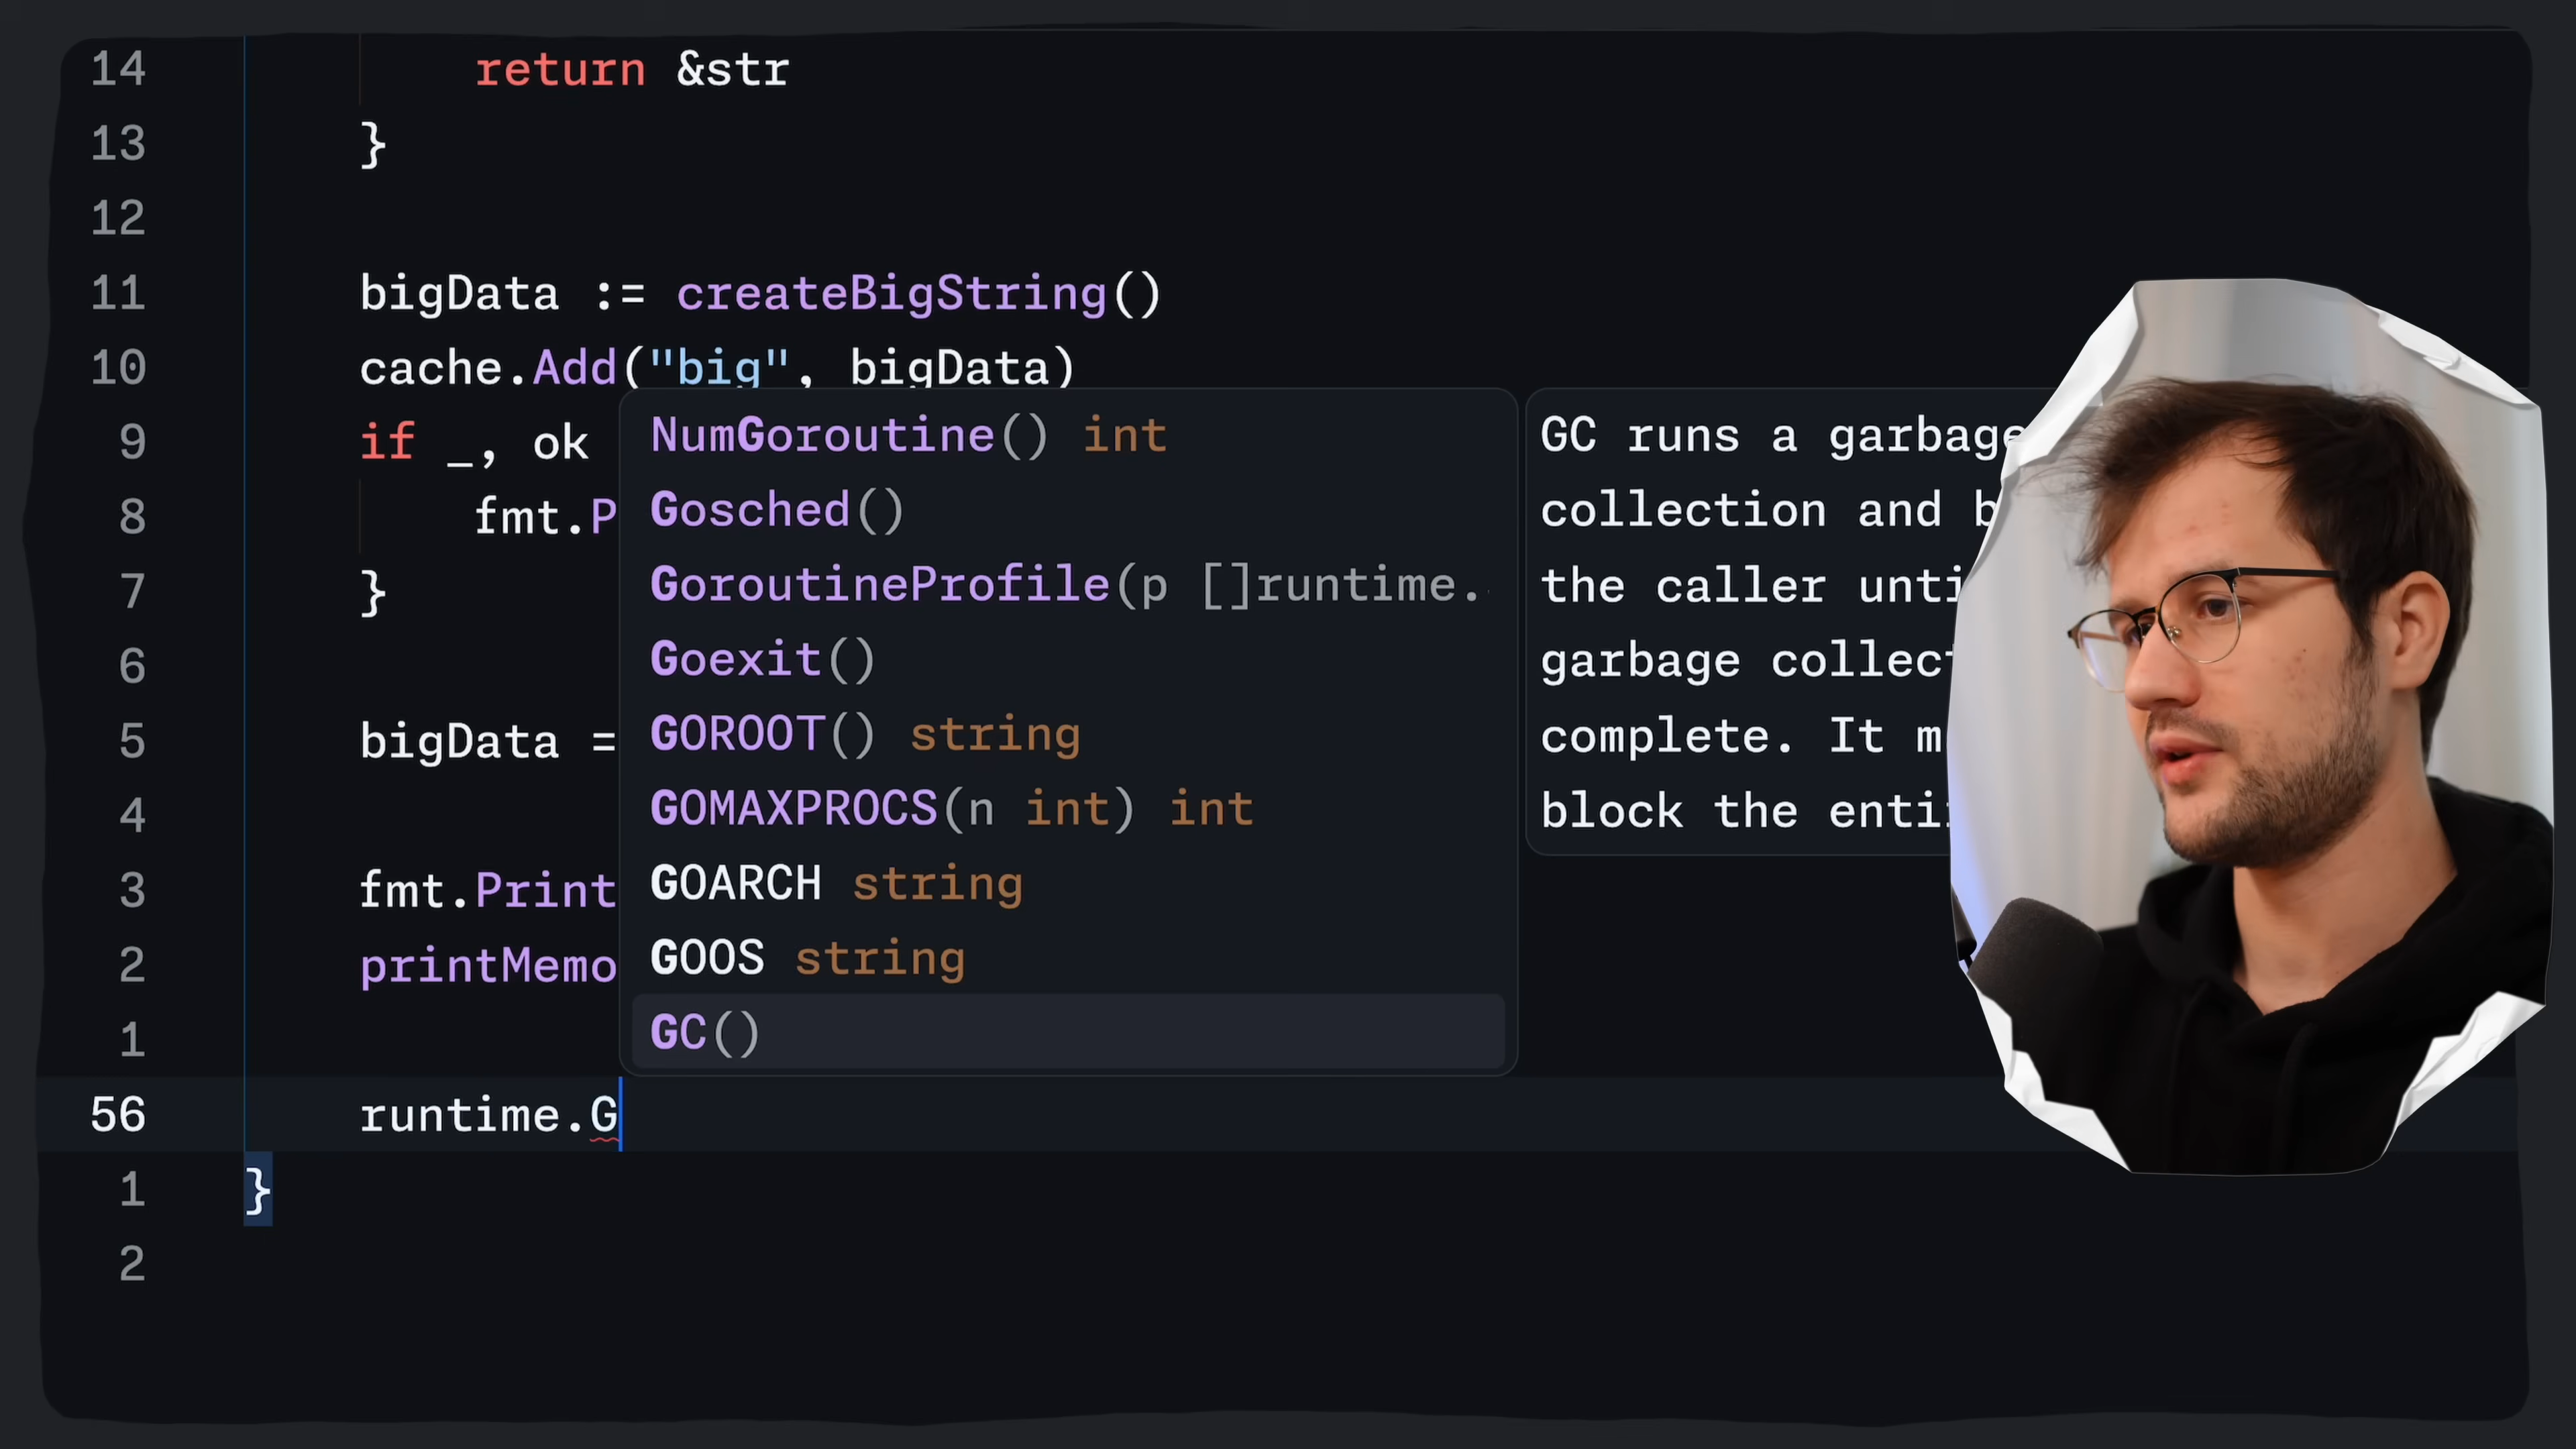 14 return &str
13 }
12
11 bigData := createBigString()
10 cache.Add("big", bigData)
9 if _, ok
8 fmt.P
7 }
6
5 bigData =
4
3 fmt.Print
2 printMemo
1
56 runtime.G
1 }
2
NumGoroutine() int
Gosched()
GoroutineProfile(p []runtime.
Goexit()
GOROOT() string
GOMAXPROCS(n int) int
GOARCH string
GOOS string
GC()
GC runs a garbage
collection and b
the caller unti
garbage collect
complete. It m
block the enti